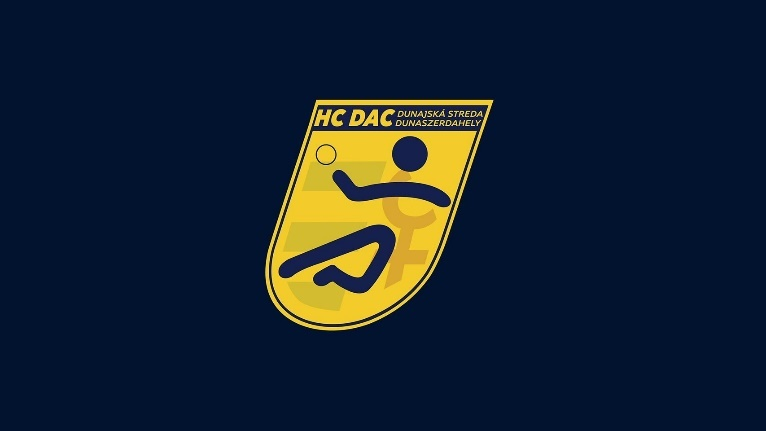 HC DAC DUNAJSKÁ STREDA
DUNASZERDAHELY